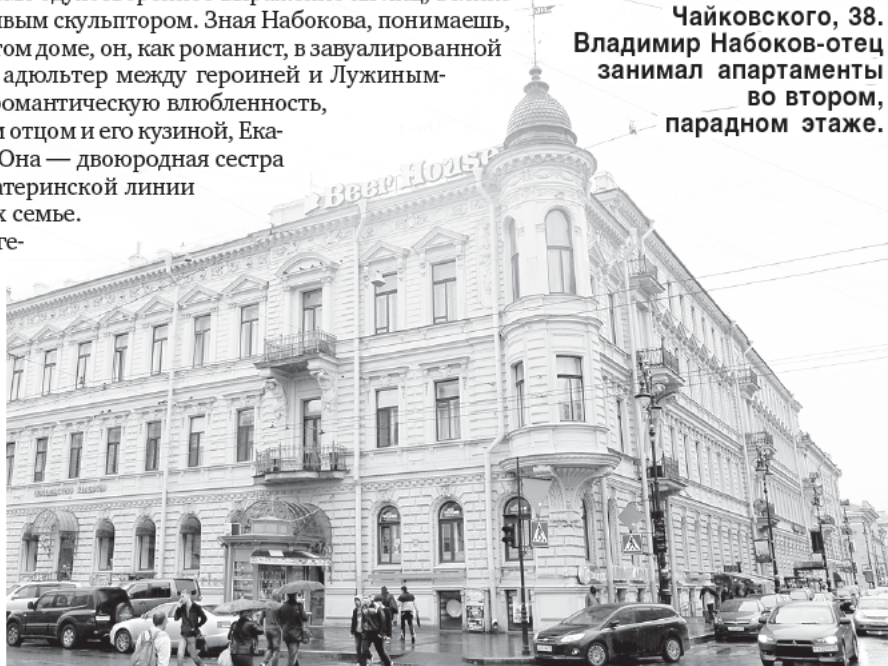 вым скульптором. Зная Набокова, понимаешь,
том доме, он, как романист, в завуалированной
адюльтер между героиней и Лужиным-
романтическую влюбленность,
м отцом и его кузиной, Ека-
Она — двоюродная сестра
атеринской линии
х семье.
ге-
Чайковского, 38.
Владимир Набоков-отец
занимал апартаменты
во втором,
парадном этаже.
Beer House